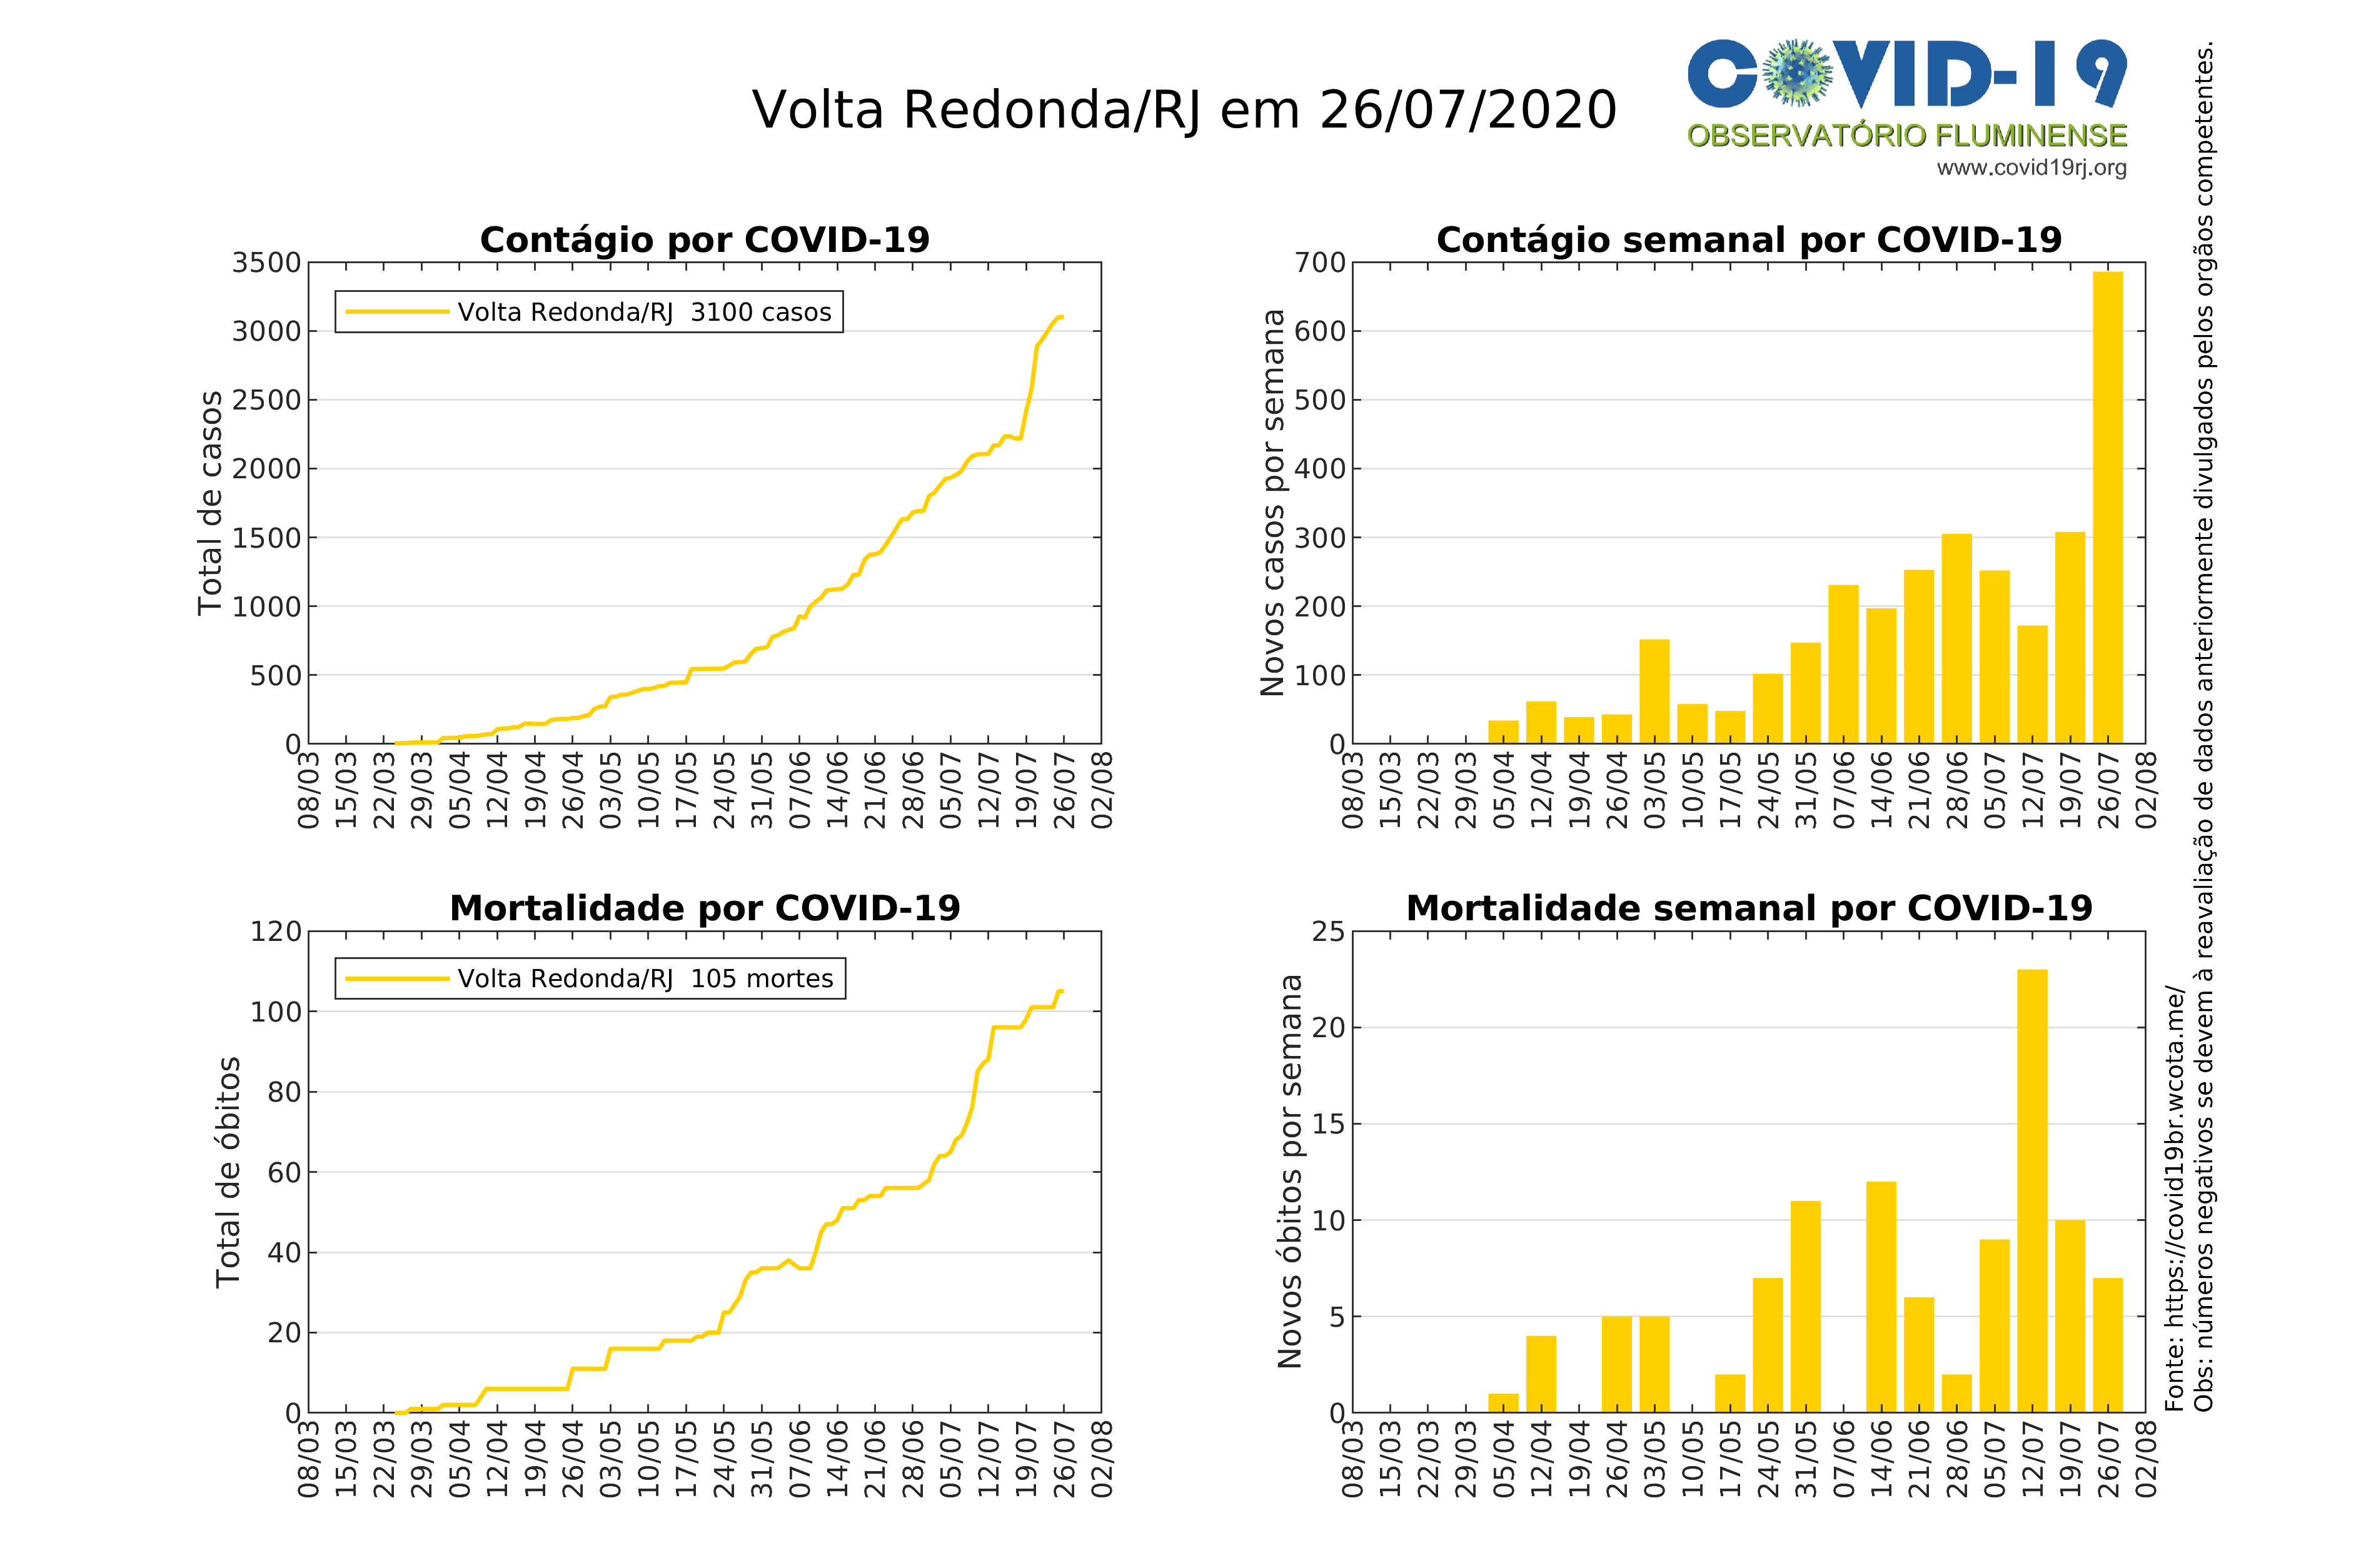 Volta Redonda/RJ em 26/07/2020
COVID-19
OBSERVATÓRIO FLUMINENSE
www.covid19rj.org
Contágio por COVID-19
Total de casos
3500
3000
2500
2000
1500
1000
500
0
Volta Redonda/RJ 3100 casos
08/03 15/03 22/03 29/03 05/04 12/04 19/04 26/04 03/05 10/05 17/05 24/05 31/05 07/06 14/06 21/06 28/06 05/07 12/07 19/07 26/07 02/08
Contágio semanal por COVID-19
Novos casos por semana
700
600
500
400
300
200
100
0
08/03 15/03 22/03 29/03 05/04 12/04 19/04 26/04 03/05 10/05 17/05 24/05 31/05 07/06 14/06 21/06 28/06 05/07 12/07 19/07 26/07 02/08
Mortalidade por COVID-19
Total de óbitos
120
100
80
60
40
20
0
Volta Redonda/RJ 105 mortes
08/03 15/03 22/03 29/03 05/04 12/04 19/04 26/04 03/05 10/05 17/05 24/05 31/05 07/06 14/06 21/06 28/06 05/07 12/07 19/07 26/07 02/08
Mortalidade semanal por COVID-19
Novos óbitos por semana
25
20
15
10
5
0
08/03 15/03 22/03 29/03 05/04 12/04 19/04 26/04 03/05 10/05 17/05 24/05 31/05 07/06 14/06 21/06 28/06 05/07 12/07 19/07 26/07 02/08
Fonte: https://covid19br.wcota.me/
Obs: números negativos se devem à reavaliação de dados anteriormente divulgados pelos orgãos competentes.